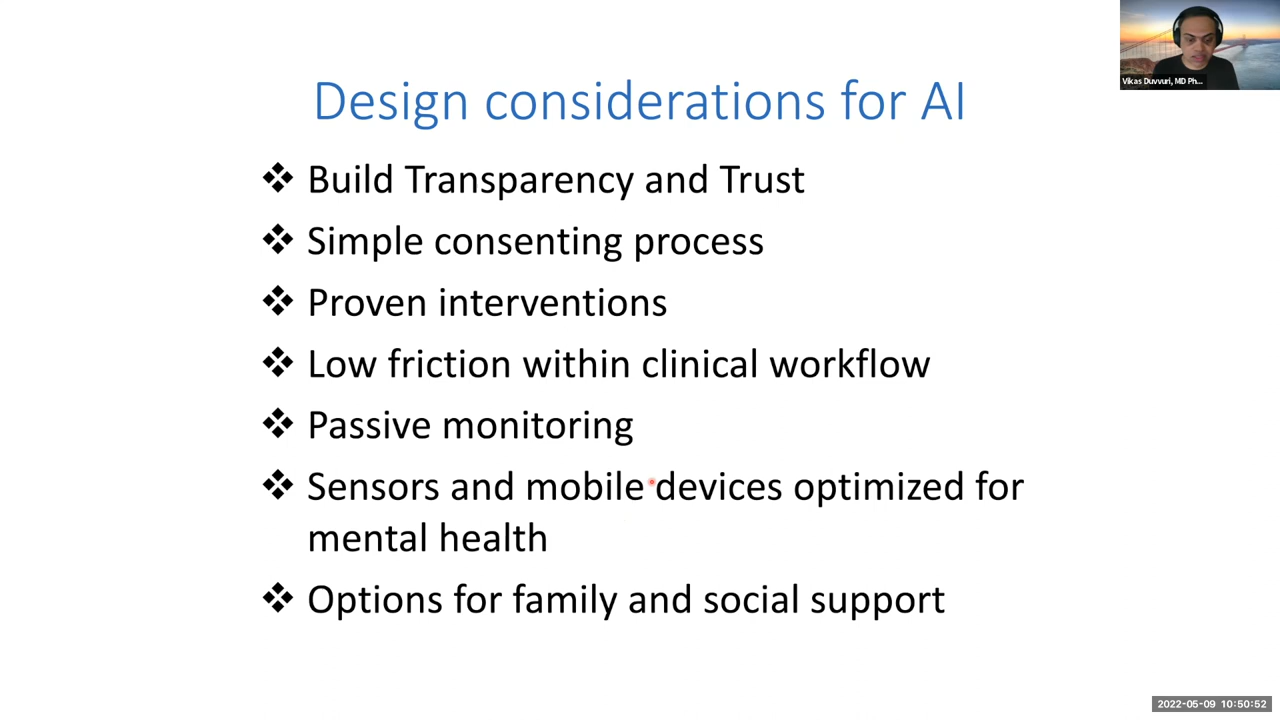 Vikas Duvvuri, MD Ph...
Design considerations for AI
❖ Build Transparency and Trust
❖ Simple consenting process
❖ Proven interventions
❖ Low friction within clinical workflow
❖ Passive monitoring
❖ Sensors and mobile devices optimized for
mental health
❖ Options for family and social support
2022-05-09 10:50:52